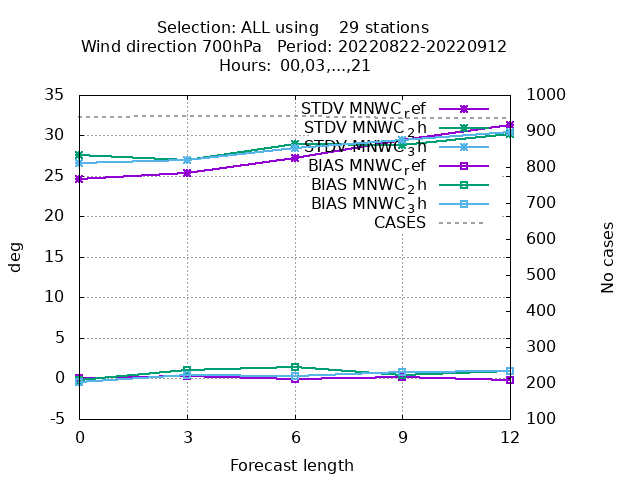 Selection: ALL using    29 stations
Wind direction 700hPa   Period: 20220822-20220912
Hours:  00,03,...,21
35
30
25
20
15
10
5
0
-5
1000
900
800
700
600
500
400
300
200
100
STDV MNWC_ref
STDV MNWC_2h
STDV MNWC_3h
BIAS MNWC_ref
BIAS MNWC_2h
BIAS MNWC_3h
CASES
deg
No cases
0
3
6
9
12
Forecast length